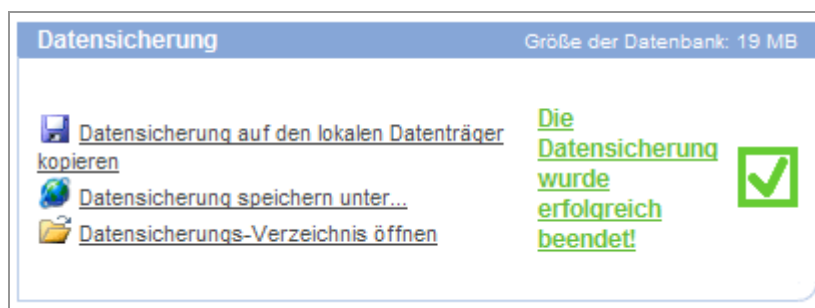 Datensicherung
Größe der Datenbank: 19 MB
Datensicherung auf den lokalen Datenträger
kopieren
Datensicherung speichern unter...
Datensicherungs-Verzeichnis öffnen
Die
Datensicherung
wurde
erfolgreich
beendet!